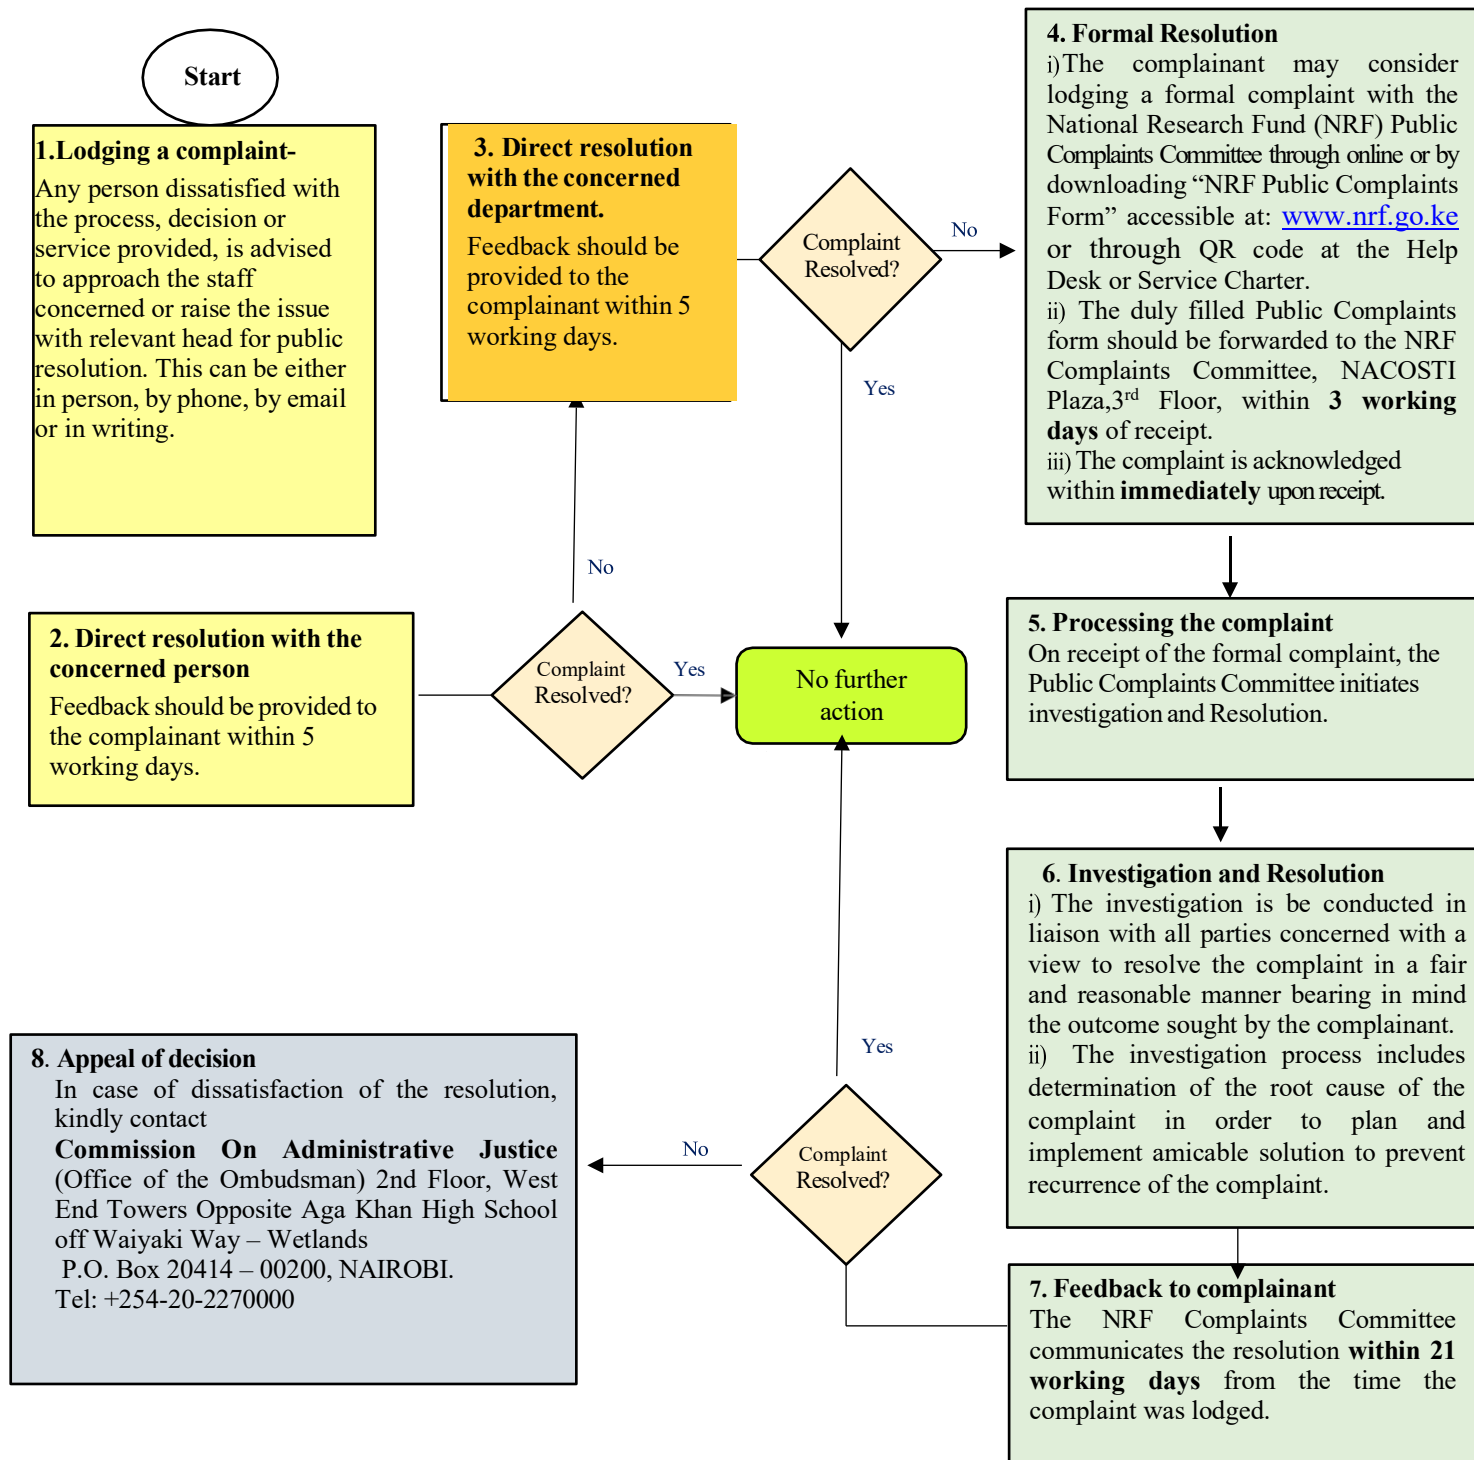 Start
1.Lodging a complaint-
Any person dissatisfied with
the process, decision or
service provided, is advised
to approach the staff
concerned or raise the issue
with relevant head for public
resolution. This can be either
in person, by phone, by email
or in writing.
2. Direct resolution with the
concerned person
Feedback should be provided to
the complainant within 5
working days.
Complaint
Resolved?
No
Yes
3. Direct resolution
with the concerned
department.
Feedback should be
provided to the
complainant within 5
working days.
Complaint
Resolved?
No
Yes
No further
action
4. Formal Resolution
i)The complainant may consider
lodging a formal complaint with the
National Research Fund (NRF) Public
Complaints Committee through online or by
downloading “NRF Public Complaints
Form” accessible at: www.nrf.go.ke
or through QR code at the Help
Desk or Service Charter.
ii) The duly filled Public Complaints
form should be forwarded to the NRF
Complaints Committee, NACOSTI
Plaza,3rd Floor, within 3 working
days of receipt.
iii) The complaint is acknowledged
within immediately upon receipt.
5. Processing the complaint
On receipt of the formal complaint, the
Public Complaints Committee initiates
investigation and Resolution.
6. Investigation and Resolution
i) The investigation is be conducted in
liaison with all parties concerned with a
view to resolve the complaint in a fair
and reasonable manner bearing in mind
the outcome sought by the complainant.
ii) The investigation process includes
determination of the root cause of the
complaint in order to plan and
implement amicable solution to prevent
recurrence of the complaint.
7. Feedback to complainant
The NRF Complaints Committee
communicates the resolution within 21
working days from the time the
complaint was lodged.
Complaint
Resolved?
Yes
No
8. Appeal of decision
In case of dissatisfaction of the resolution,
kindly contact
Commission On Administrative Justice
(Office of the Ombudsman) 2nd Floor, West
End Towers Opposite Aga Khan High School
off Waiyaki Way – Wetlands
P.O. Box 20414 – 00200, NAIROBI.
Tel: +254-20-2270000